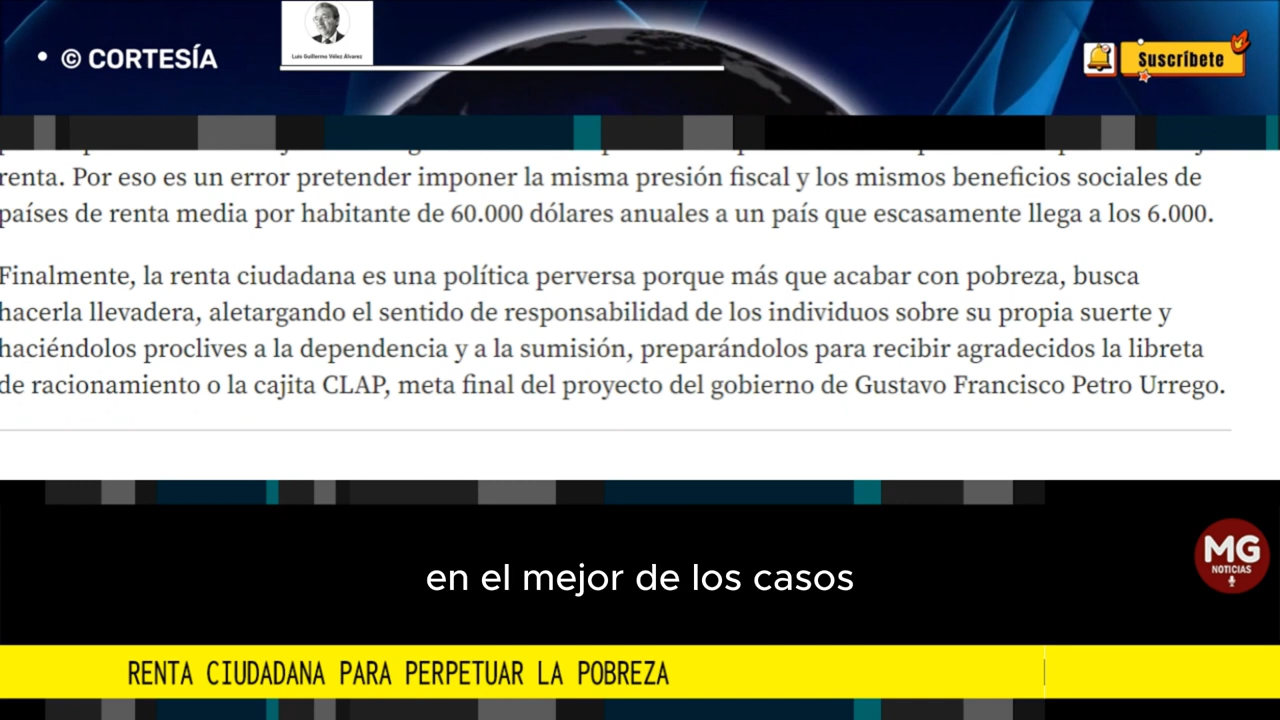 • © CORTESÍA
Luis Guillermo Vélez Álvarez
Suscríbete
renta. Por eso es un error pretender imponer la misma presión fiscal y los mismos beneficios sociales de
países de renta media por habitante de 60.000 dólares anuales a un país que escasamente llega a los 6.000.
Finalmente, la renta ciudadana es una política perversa porque más que acabar con pobreza, busca
hacerla llevadera, aletargando el sentido de responsabilidad de los individuos sobre su propia suerte y
haciéndolos proclives a la dependencia y a la sumisión, preparándolos para recibir agradecidos la libreta
de racionamiento o la cajita CLAP, meta final del proyecto del gobierno de Gustavo Francisco Petro Urrego.
MG
NOTICIAS
en el mejor de los casos
RENTA CIUDADANA PARA PERPETUAR LA POBREZA